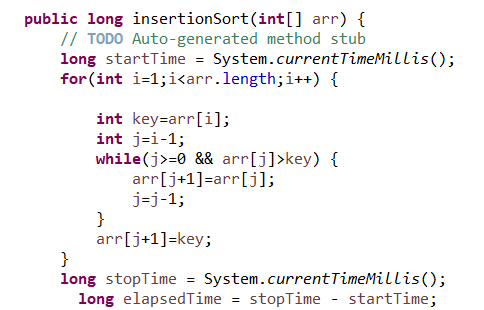 public long insertionSort(int[] arr) {
// TODO Auto-generated method stub
long startTime = System.currentTimeMillis();
for(int i=1;i<arr.length;i++) {
int key=arr[i];
int j=i-1;
while(j>=0 && arr[j]>key) {
arr[j+1]=arr[j];
j=j-1;
}
arr[j+1]=key;
}
long stopTime = System.currentTimeMillis();
long elapsedTime = stopTime - startTime;